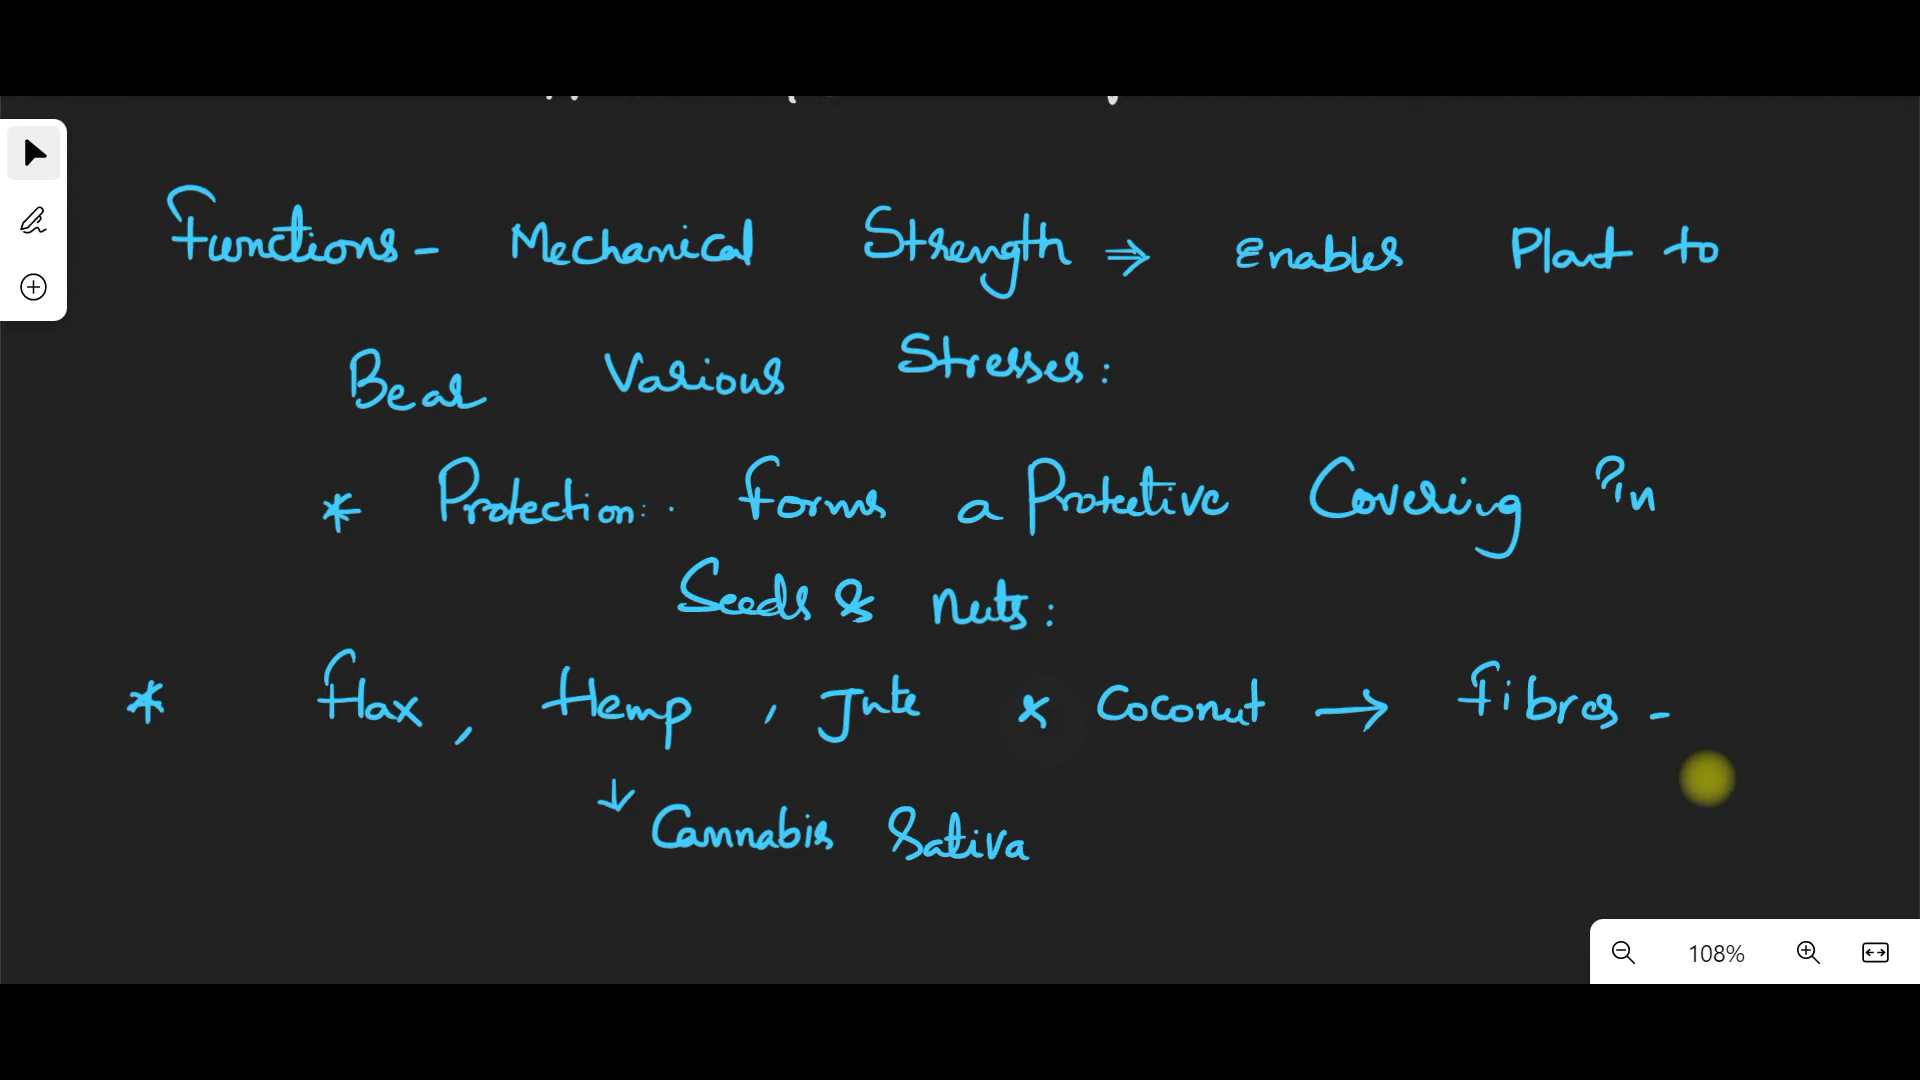 Functions - Mechanical Strength ⇒ Enables Plant to
Bear Various Stresses:
* Protection: . Forms a Protective Covering in
Seeds & nuts:
* Flax, Hemp, Jute & Coconut → Fibres -
↓ Cannabis Sativa
108%